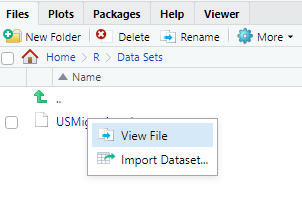 Files Plots Packages Help Viewer
New Folder Delete Rename More
Home R Data Sets
Name
..
View File
Import Dataset...